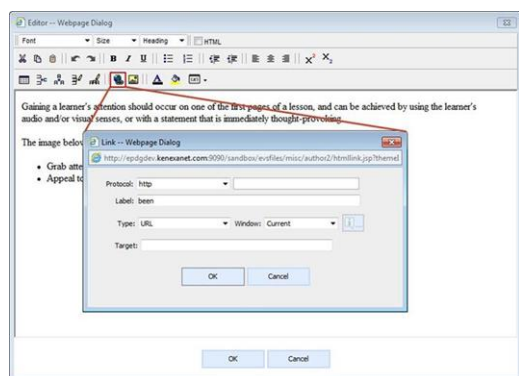 Editor -- Webpage Dialog
Font Size Heading HTML
B I U x² X₂
Gaining a learner's attention should occur on one of the first pages of a lesson, and can be achieved by using the learner's
audio and/or visual senses, or with a statement that is immediately thought-provoking.
The image below
Link -- Webpage Dialog
http://epdgdev.kenexanet.com:9090/sandbox/evsfiles/misc/author2/htmllink.jsp?themel
• Grab atte
• Appeal to
Protocol: http
Label: been
Type: URL Window: Current
Target:
OK Cancel
OK Cancel